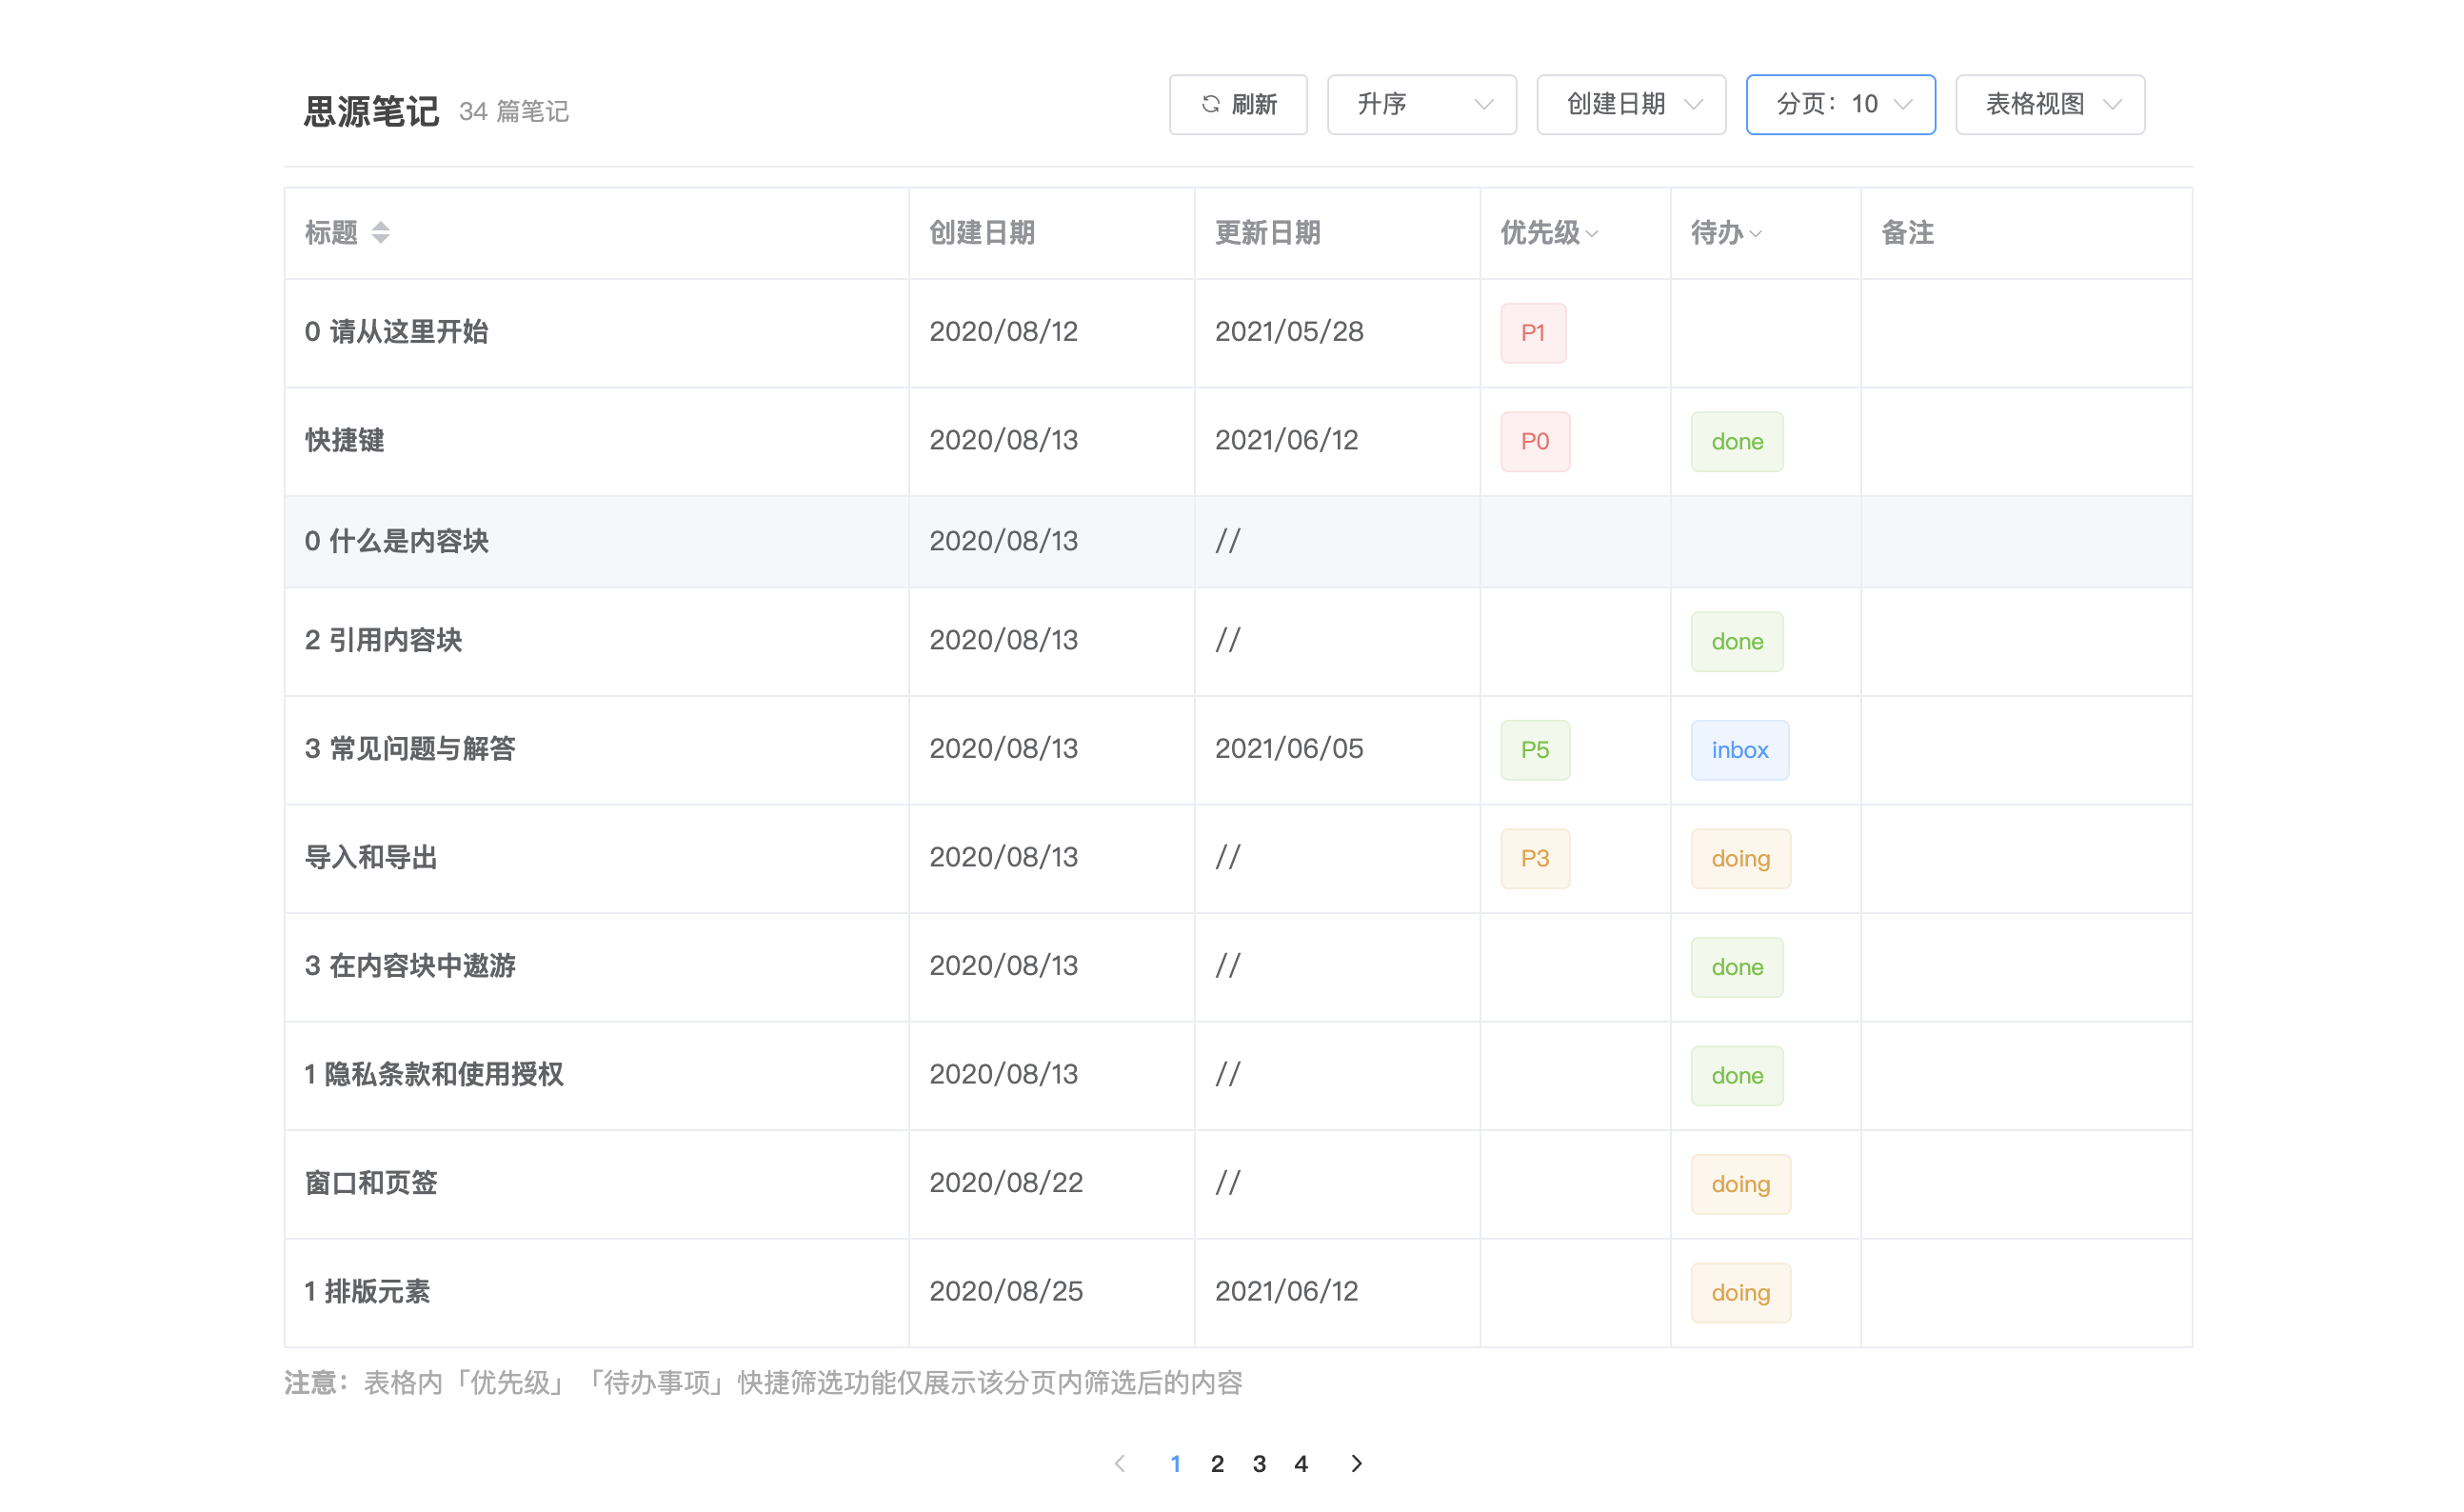 思源笔记 34 篇笔记 刷新 升序 创建日期 分页：10 表格视图
标题 创建日期 更新日期 优先级 待办 备注
0 请从这里开始 2020/08/12 2021/05/28 P1
快捷键 2020/08/13 2021/06/12 P0 done
0 什么是内容块 2020/08/13 //
2 引用内容块 2020/08/13 // done
3 常见问题与解答 2020/08/13 2021/06/05 P5 inbox
导入和导出 2020/08/13 // P3 doing
3 在内容块中遨游 2020/08/13 // done
1 隐私条款和使用授权 2020/08/13 // done
窗口和页签 2020/08/22 // doing
1 排版元素 2020/08/25 2021/06/12 doing
注意：表格内「优先级」「待办事项」快捷筛选功能仅展示该分页内筛选后的内容
1 2 3 4